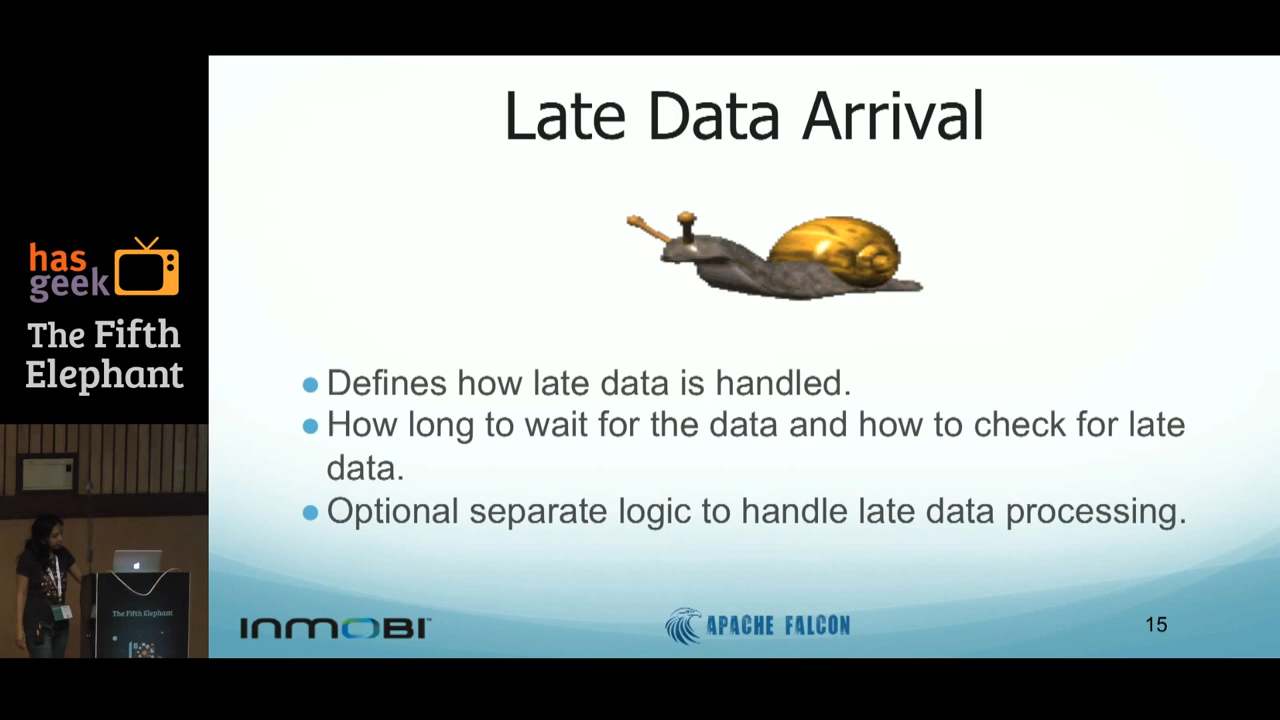 Late Data Arrival
has
geek
The Fifth
Elephant
Defines how late data is handled.
How long to wait for the data and how to check for late
data.
Optional separate logic to handle late data processing.
The Fifth Elephant
INMOBI™
APACHE FALCON
15